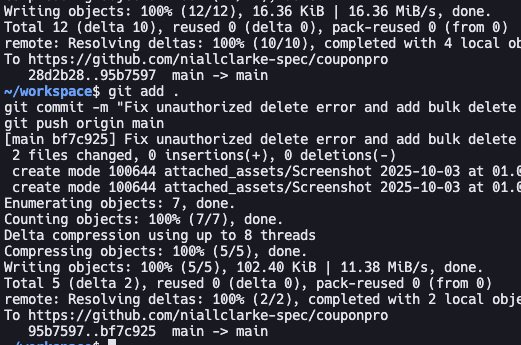 Writing objects: 100% (12/12), 16.36 KiB | 16.36 MiB/s, done.
Total 12 (delta 10), reused 0 (delta 0), pack-reused 0 (from 0)
remote: Resolving deltas: 100% (10/10), completed with 4 local ob
To https://github.com/niallclarke-spec/couponpro
   28d2b28..95b7597  main -> main
~/workspace$ git add .
git commit -m "Fix unauthorized delete error and add bulk delete
git push origin main
[main bf7c925] Fix unauthorized delete error and add bulk delete
 2 files changed, 0 insertions(+), 0 deletions(-)
 create mode 100644 attached_assets/Screenshot 2025-10-03 at 01.0
 create mode 100644 attached_assets/Screenshot 2025-10-03 at 01.0
Enumerating objects: 7, done.
Counting objects: 100% (7/7), done.
Delta compression using up to 8 threads
Compressing objects: 100% (5/5), done.
Writing objects: 100% (5/5), 102.40 KiB | 11.38 MiB/s, done.
Total 5 (delta 2), reused 0 (delta 0), pack-reused 0 (from 0)
remote: Resolving deltas: 100% (2/2), completed with 2 local obje
To https://github.com/niallclarke-spec/couponpro
   95b7597..bf7c925  main -> main
~/workspace$